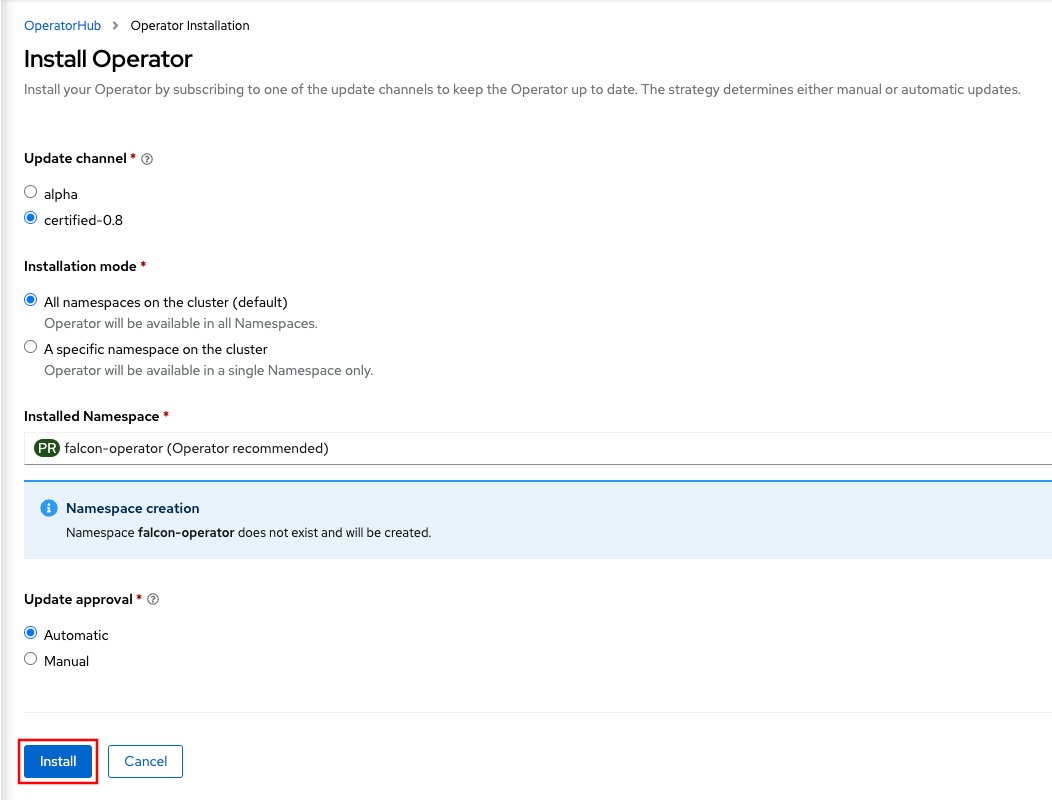 OperatorHub > Operator Installation
Install Operator
Install your Operator by subscribing to one of the update channels to keep the Operator up to date. The strategy determines either manual or automatic updates.
Update channel *
alpha
certified-0.8
Installation mode *
All namespaces on the cluster (default)
Operator will be available in all Namespaces.
A specific namespace on the cluster
Operator will be available in a single Namespace only.
Installed Namespace *
PR falcon-operator (Operator recommended)
Namespace creation
Namespace falcon-operator does not exist and will be created.
Update approval *
Automatic
Manual
Install Cancel